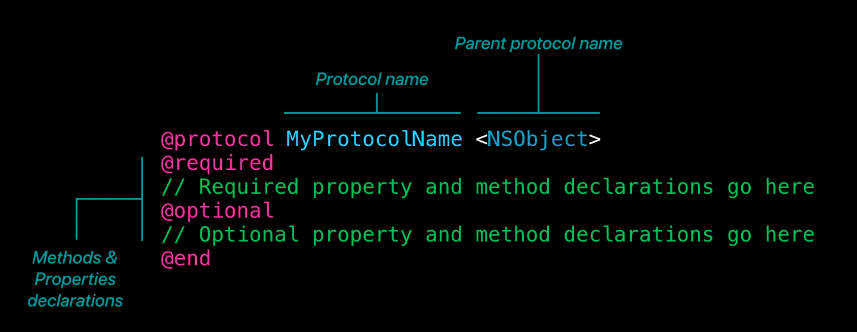 Parent protocol name
Protocol name
@protocol MyProtocolName <NSObject>
@required
// Required property and method declarations go here
@optional
// Optional property and method declarations go here
@end
Methods &
Properties
declarations